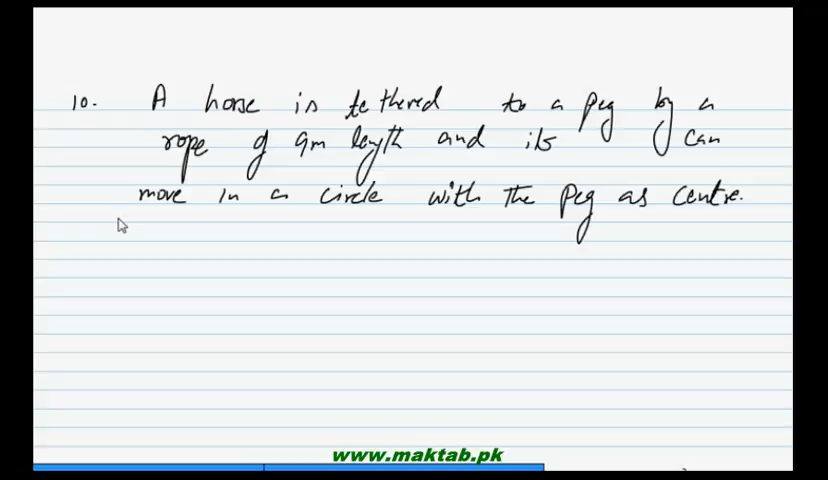 10. A horse is tethered to a peg by a
rope of 9m length and its can
move in a circle with the peg as centre.
www.maktab.pk